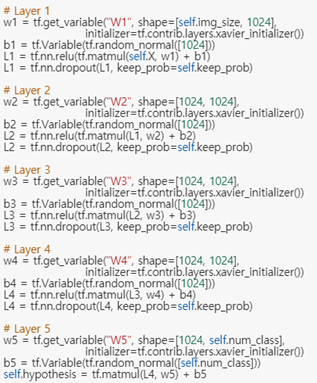 # Layer 1
w1 = tf.get_variable("W1", shape=[self.img_size, 1024],
initializer=tf.contrib.layers.xavier_initializer())
b1 = tf.Variable(tf.random_normal([1024]))
L1 = tf.nn.relu(tf.matmul(self.X, w1) + b1)
L1 = tf.nn.dropout(L1, keep_prob=self.keep_prob)

# Layer 2
w2 = tf.get_variable("W2", shape=[1024, 1024],
initializer=tf.contrib.layers.xavier_initializer())
b2 = tf.Variable(tf.random_normal([1024]))
L2 = tf.nn.relu(tf.matmul(L1, w2) + b2)
L2 = tf.nn.dropout(L2, keep_prob=self.keep_prob)

# Layer 3
w3 = tf.get_variable("W3", shape=[1024, 1024],
initializer=tf.contrib.layers.xavier_initializer())
b3 = tf.Variable(tf.random_normal([1024]))
L3 = tf.nn.relu(tf.matmul(L2, w3) + b3)
L3 = tf.nn.dropout(L3, keep_prob=self.keep_prob)

# Layer 4
w4 = tf.get_variable("W4", shape=[1024, 1024],
initializer=tf.contrib.layers.xavier_initializer())
b4 = tf.Variable(tf.random_normal([1024]))
L4 = tf.nn.relu(tf.matmul(L3, w4) + b4)
L4 = tf.nn.dropout(L4, keep_prob=self.keep_prob)

# Layer 5
w5 = tf.get_variable("W5", shape=[1024, self.num_class],
initializer=tf.contrib.layers.xavier_initializer())
b5 = tf.Variable(tf.random_normal([self.num_class]))
self.hypothesis = tf.matmul(L4, w5) + b5